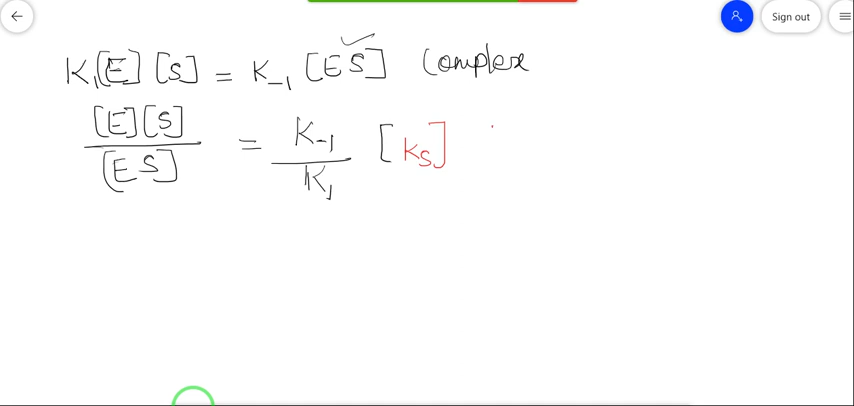 Sign out
K₁[E][S] = K₋₁ [ES] Complex
[E][S] / [ES] = K₋₁ / K₁ [Ks]